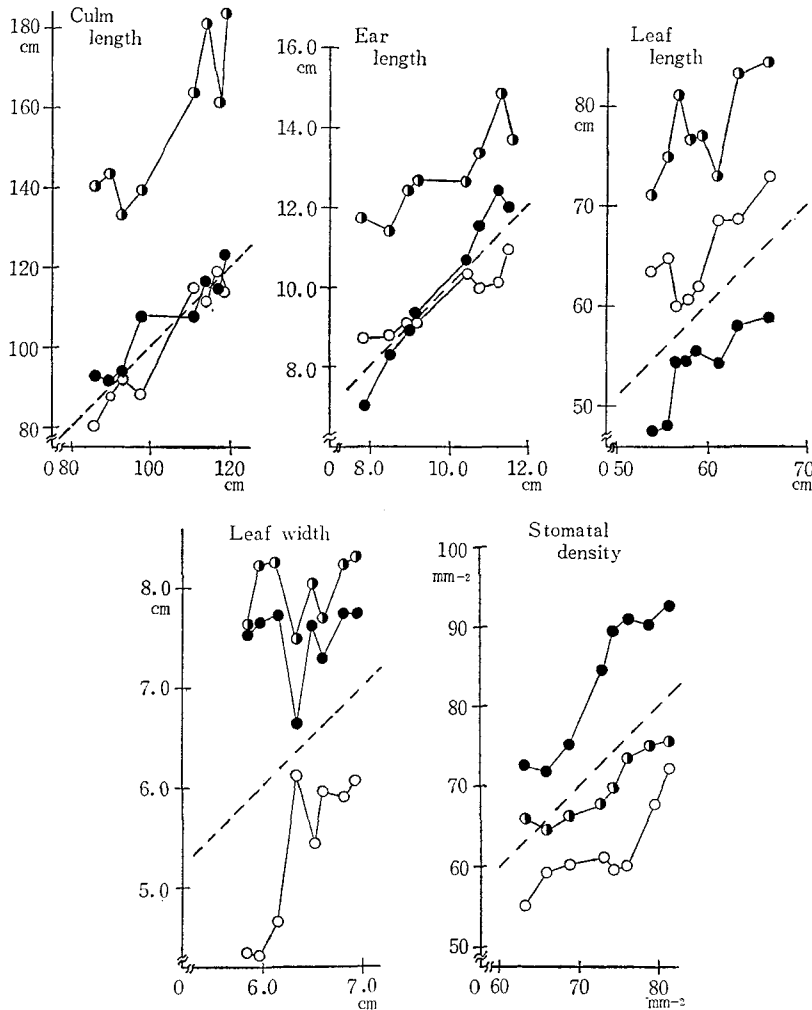 Culm
length
180
cm
160
140
120
100
80
0 80 100 120
cm
Ear
length
16.0
cm
14.0
12.0
10.0
8.0
0 8.0 10.0 12.0
cm
Leaf
length
80
cm
70
60
50
0 50 60 70
cm
Leaf width
8.0
cm
7.0
6.0
5.0
0 6.0 7.0
cm
Stomatal
density
100
mm-2
90
80
70
60
50
0 60 70 80
mm-2